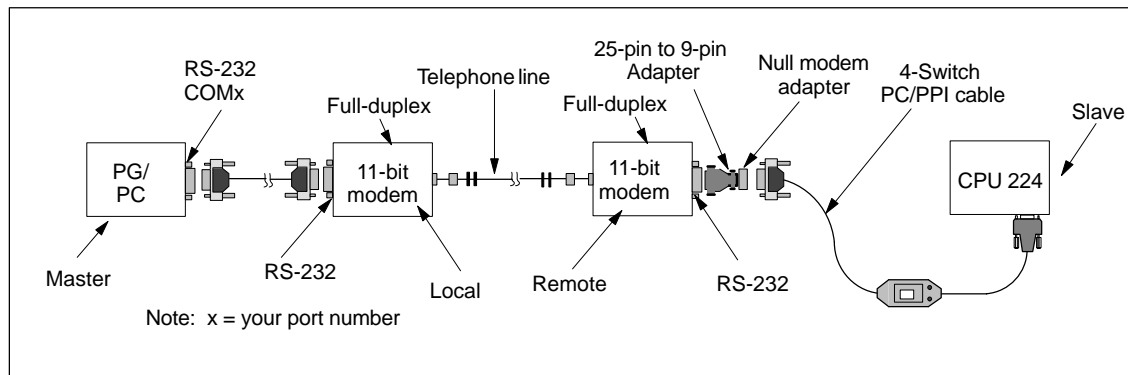 RS-232
COMx
Full-duplex
Telephone line
Full-duplex
25-pin to 9-pin
Adapter
Null modem
adapter
4-Switch
PC/PPI cable
Slave
PG/
PC
11-bit
modem
11-bit
modem
CPU 224
Master
RS-232
Local
Remote
RS-232
Note: x = your port number